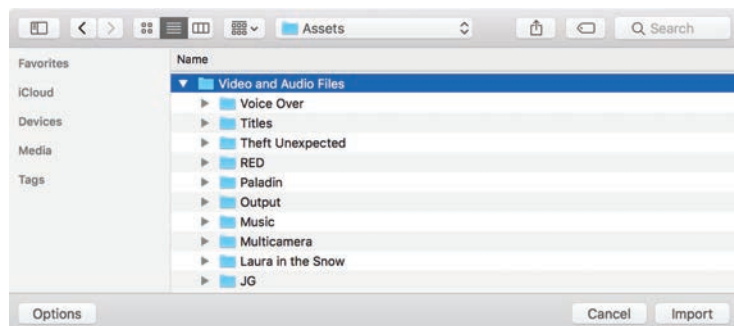 Assets
Search
Favorites
iCloud
Devices
Media
Tags
Name
Video and Audio Files
Voice Over
Titles
Theft Unexpected
RED
Paladin
Output
Music
Multicamera
Laura in the Snow
JG
Options
Cancel
Import